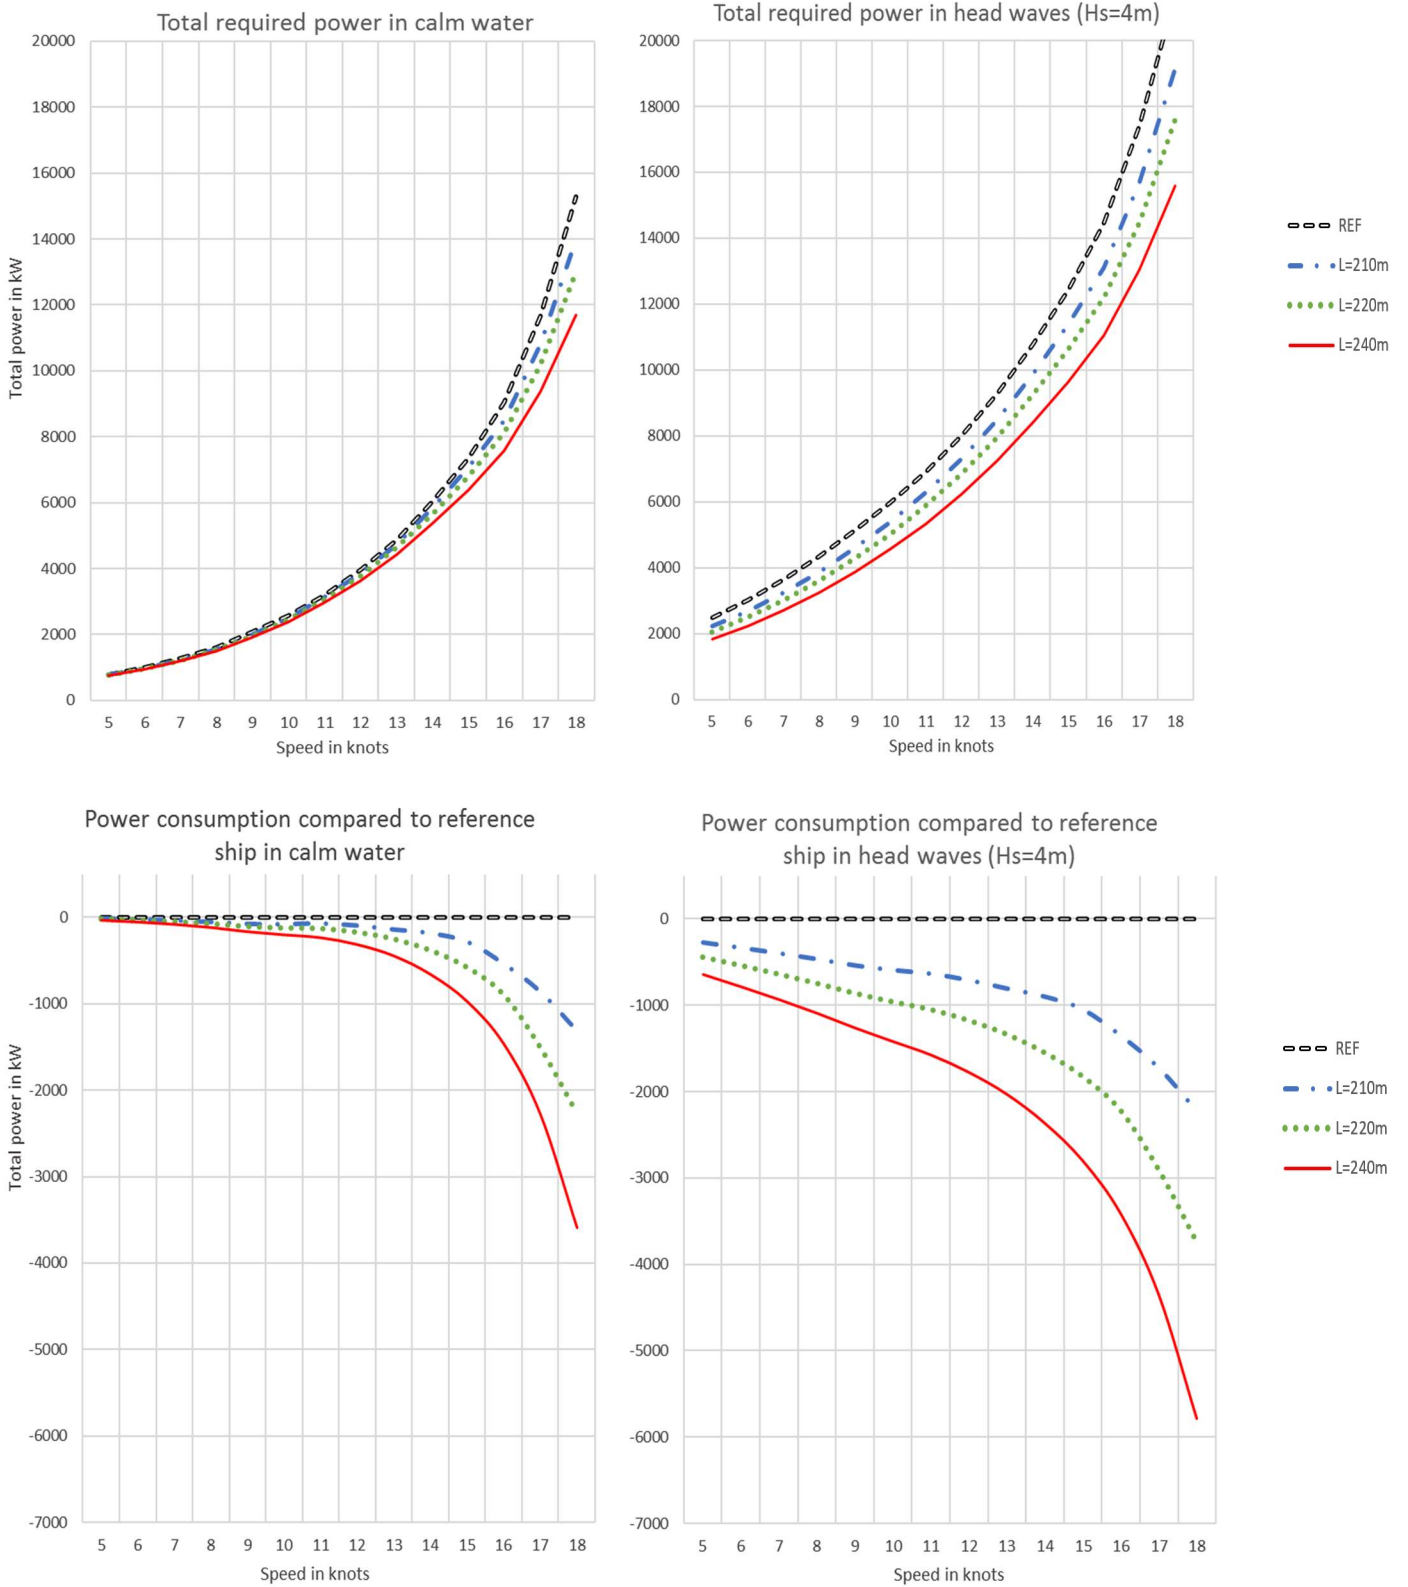 Total required power in calm water
20000
18000
16000
14000
12000
10000
8000
6000
4000
2000
0
Total power in kW
5 6 7 8 9 10 11 12 13 14 15 16 17 18
Speed in knots
Total required power in head waves (Hs=4m)
20000
18000
16000
14000
12000
10000
8000
6000
4000
2000
0
5 6 7 8 9 10 11 12 13 14 15 16 17 18
Speed in knots
REF
L=210m
L=220m
L=240m
Power consumption compared to reference
ship in calm water
0
-1000
-2000
-3000
-4000
-5000
-6000
-7000
Total power in kW
5 6 7 8 9 10 11 12 13 14 15 16 17 18
Speed in knots
Power consumption compared to reference
ship in head waves (Hs=4m)
0
-1000
-2000
-3000
-4000
-5000
-6000
-7000
5 6 7 8 9 10 11 12 13 14 15 16 17 18
Speed in knots
REF
L=210m
L=220m
L=240m